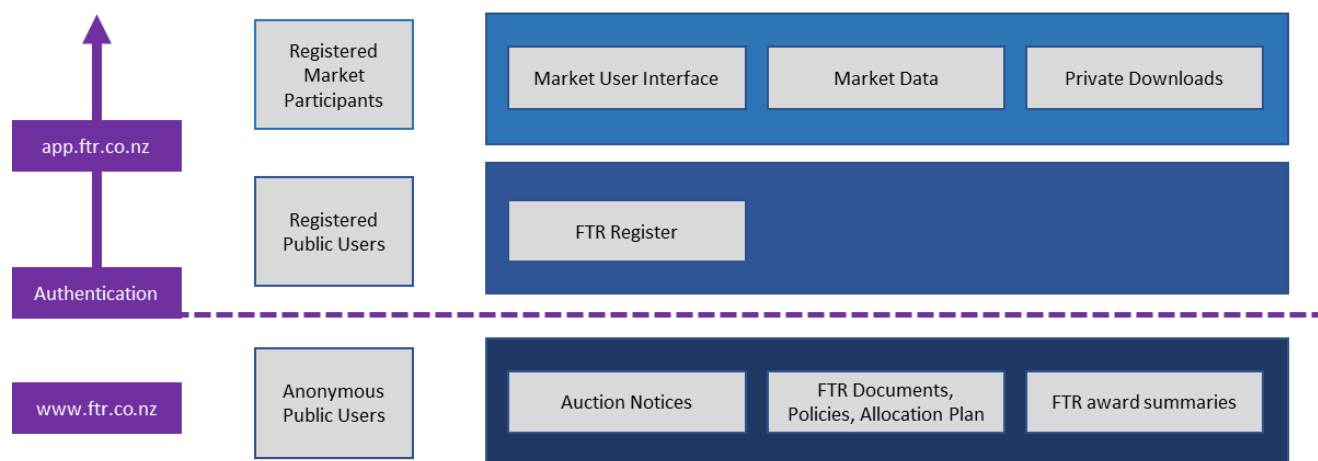 Registered
Market
Participants
Market User Interface
Market Data
Private Downloads
app.ftr.co.nz
Registered
Public Users
FTR Register
Authentication
www.ftr.co.nz
Anonymous
Public Users
Auction Notices
FTR Documents,
Policies, Allocation Plan
FTR award summaries